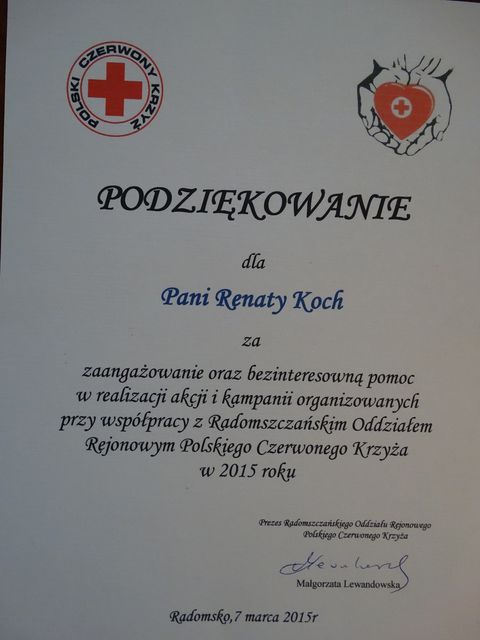 POLSKI CZERWONY KRZYŻ
PODZIĘKOWANIE
dla
Pani Renaty Koch
za
zaangażowanie oraz bezinteresowną pomoc
w realizacji akcji i kampanii organizowanych
przy współpracy z Radomszczańskim Oddziałem
Rejonowym Polskiego Czerwonego Krzyża
w 2015 roku
Prezes Radomszczańskiego Oddziału Rejonowego
Polskiego Czerwonego Krzyża
Małgorzata Lewandowska
Radomsko,7 marca 2015r